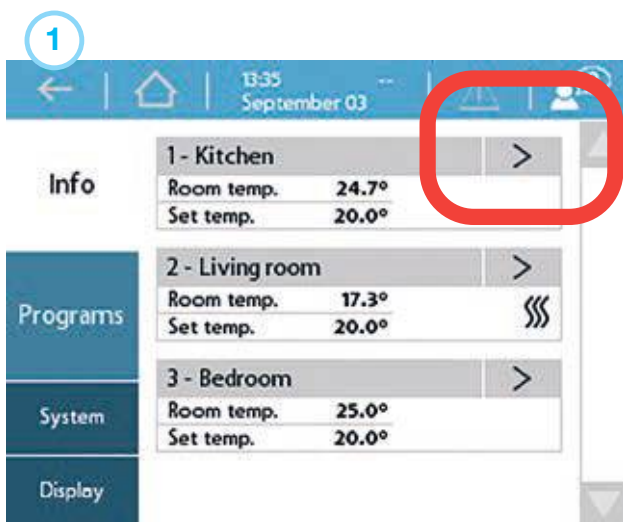 1
13:35 --
September 03
Info
1 - Kitchen >
Room temp. 24.7°
Set temp. 20.0°
Programs
2 - Living room >
Room temp. 17.3°
Set temp. 20.0°
System
3 - Bedroom >
Room temp. 25.0°
Set temp. 20.0°
Display